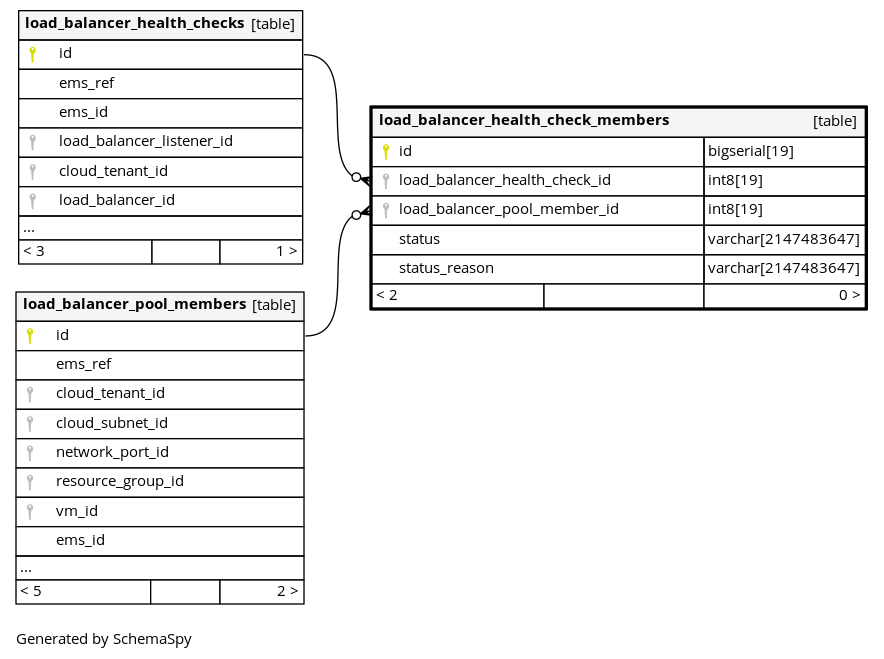 load_balancer_health_checks [table]
id
ems_ref
ems_id
load_balancer_listener_id
cloud_tenant_id
load_balancer_id
...
< 3 1 >
load_balancer_health_check_members [table]
id bigserial[19]
load_balancer_health_check_id int8[19]
load_balancer_pool_member_id int8[19]
status varchar[2147483647]
status_reason varchar[2147483647]
< 2 0 >
load_balancer_pool_members [table]
id
ems_ref
cloud_tenant_id
cloud_subnet_id
network_port_id
resource_group_id
vm_id
ems_id
...
< 5 2 >
Generated by SchemaSpy